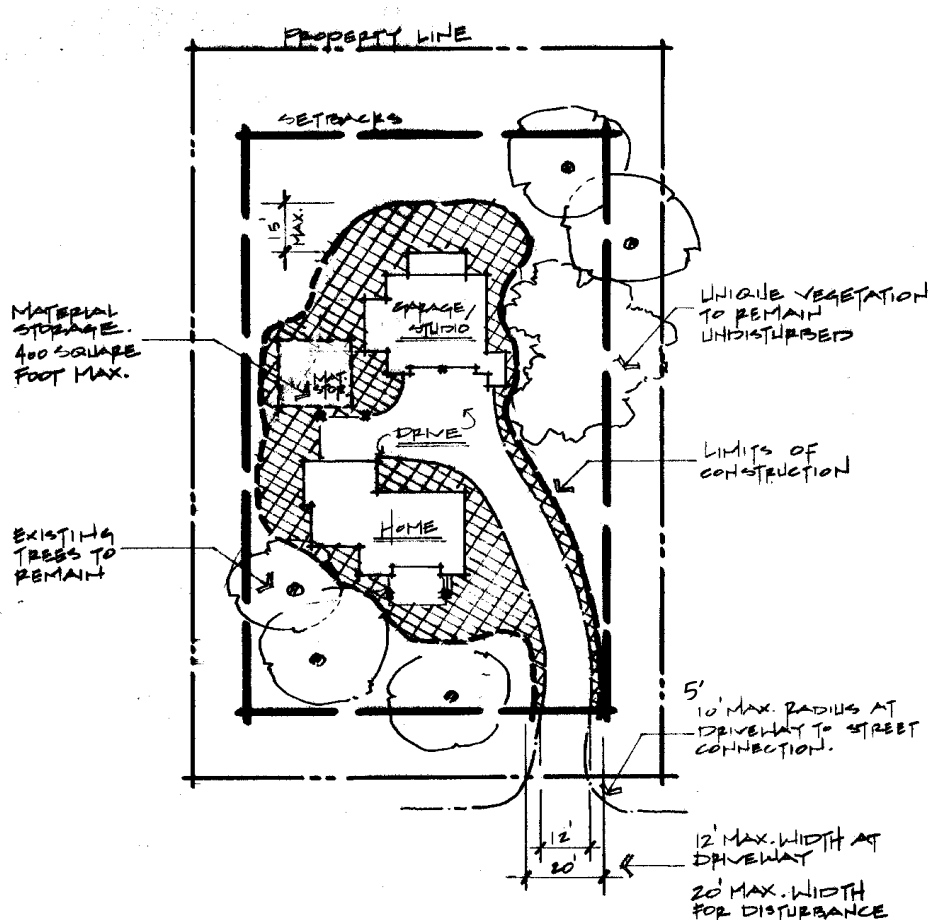 PROPERTY LINE
SETBACKS
15'
MAX.
MATERIAL
STORAGE.
400 SQUARE
FOOT MAX.
GARAGE/
STUDIO
MAT.
STOR.
UNIQUE VEGETATION
TO REMAIN
UNDISTURBED
DRIVE
LIMITS OF
CONSTRUCTION
HOME
EXISTING
TREES TO
REMAIN
5'
10' MAX. RADIUS AT
DRIVEWAY TO STREET
CONNECTION.
12'
20'
12' MAX. WIDTH AT
DRIVEWAY
20' MAX. WIDTH
FOR DISTURBANCE